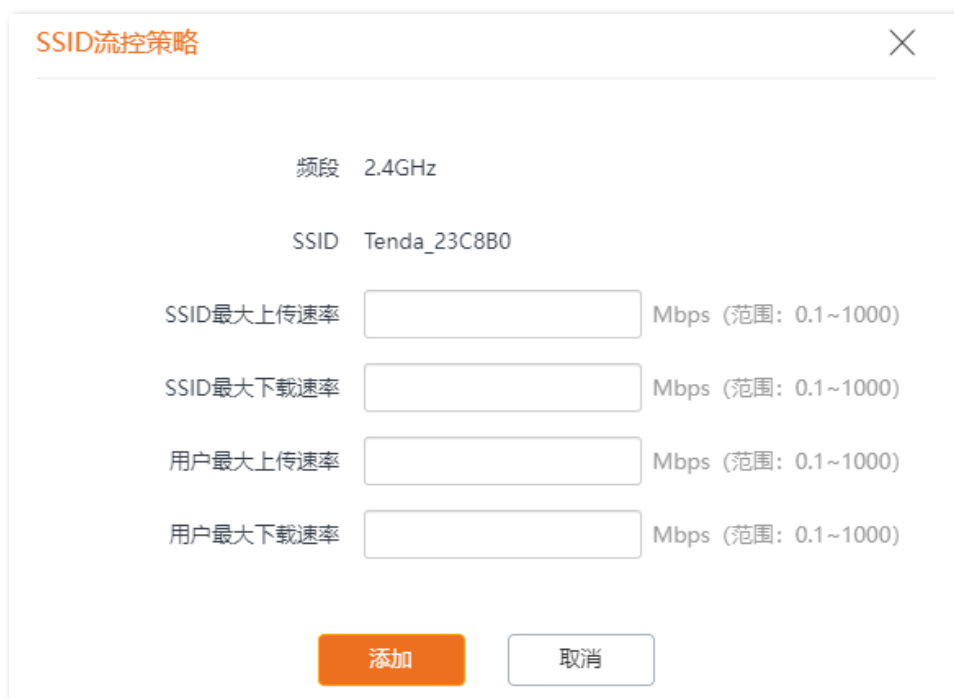 SSID流控策略
频段 2.4GHz
SSID Tenda_23C8B0
SSID最大上传速率 Mbps (范围：0.1~1000)
SSID最大下载速率 Mbps (范围：0.1~1000)
用户最大上传速率 Mbps (范围：0.1~1000)
用户最大下载速率 Mbps (范围：0.1~1000)
添加 取消